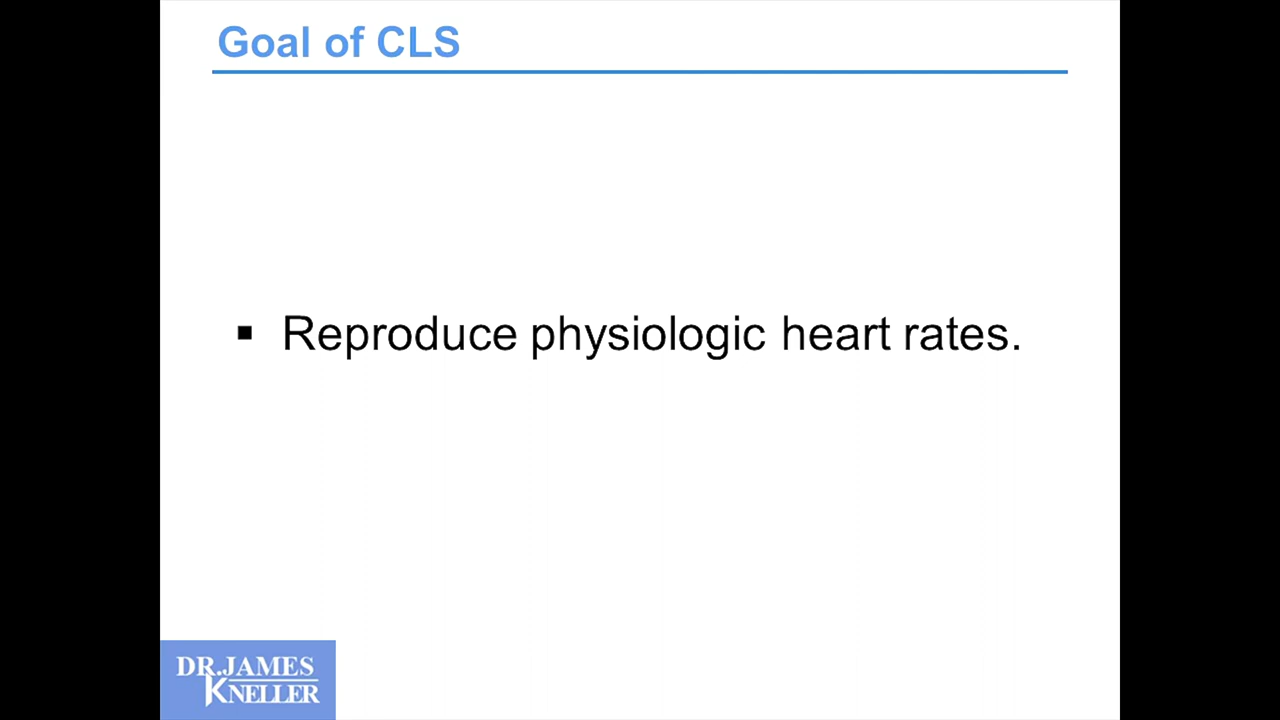 Goal of CLS
▪ Reproduce physiologic heart rates.
DR.JAMES
KNELLER